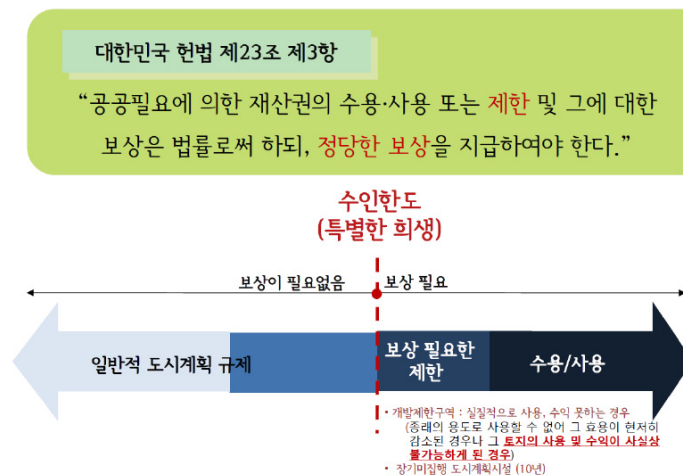 대한민국 헌법 제23조 제3항
“공공필요에 의한 재산권의 수용·사용 또는 제한 및 그에 대한
보상은 법률로써 하되, 정당한 보상을 지급하여야 한다.”
수인한도
(특별한 희생)
보상이 필요없음
보상 필요
일반적 도시계획 규제
보상 필요한
제한
수용/사용
• 개발제한구역 : 실질적으로 사용, 수익 못하는 경우
(종래의 용도로 사용할 수 없어 그 효용이 현저히
감소된 경우나 그 토지의 사용 및 수익이 사실상
불가능하게 된 경우)
• 장기미집행 도시계획시설 (10년)